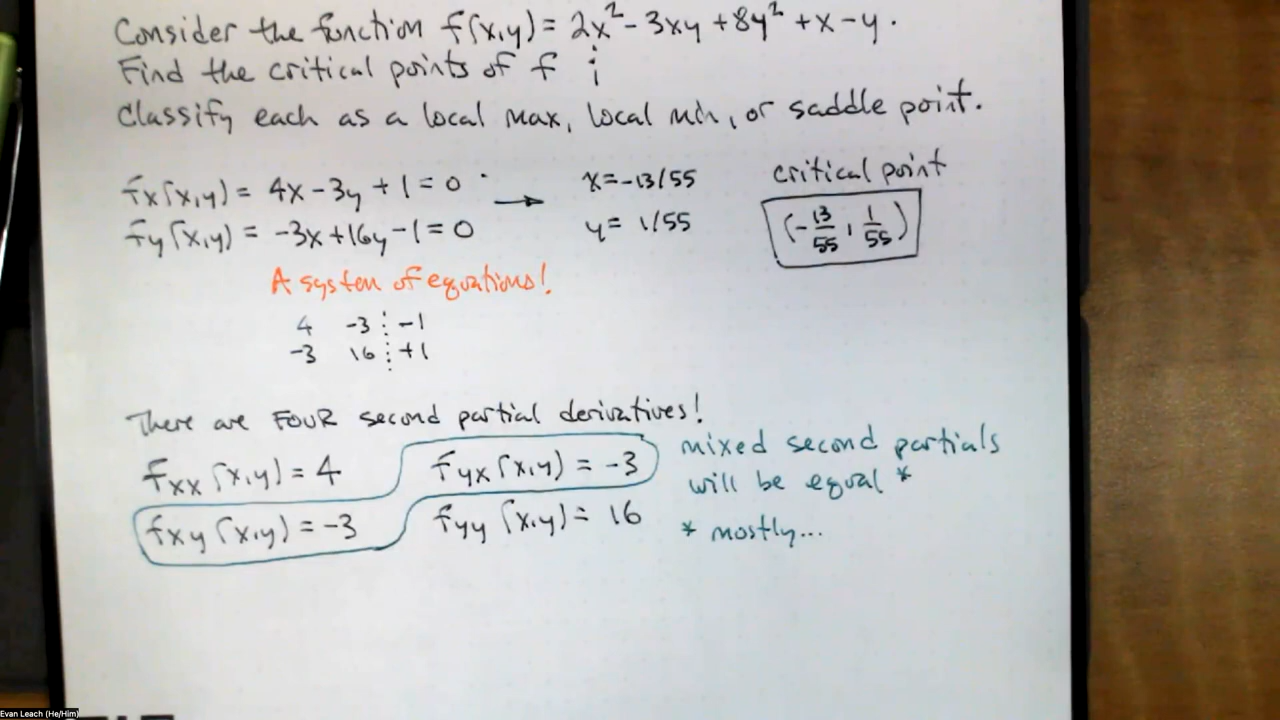 Consider the function f(x,y) = 2x² - 3xy + 8y² + x - y.
Find the critical points of f ;
Classify each as a local max, local min, or saddle point.
fx(x,y) = 4x - 3y + 1 = 0 → x = -13/55 critical point
fy(x,y) = -3x + 16y - 1 = 0 y = 1/55 (-13/55, 1/55)
A system of equations!
4 -3 ⋮ -1
-3 16 ⋮ +1
There are FOUR second partial derivatives!
fxx(x,y) = 4 fyx(x,y) = -3
fxy(x,y) = -3 fyy(x,y) = 16
mixed second partials
will be equal *
* mostly...
Evan Leach (He/Him)